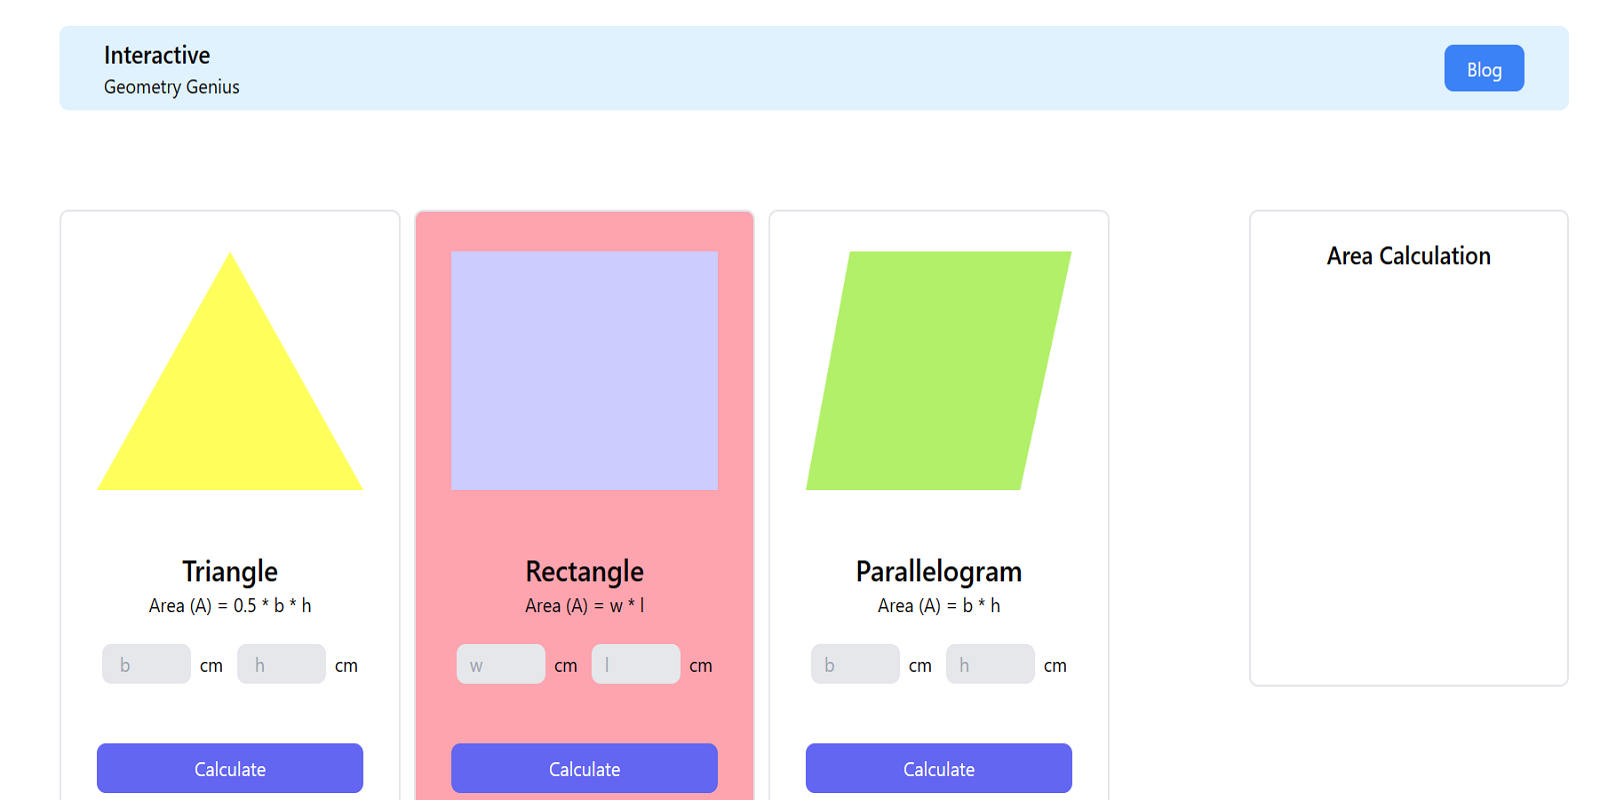 Interactive
Geometry Genius
Blog
Triangle
Area (A) = 0.5 * b * h
b cm h cm
Calculate
Rectangle
Area (A) = w * l
w cm l cm
Calculate
Parallelogram
Area (A) = b * h
b cm h cm
Calculate
Area Calculation